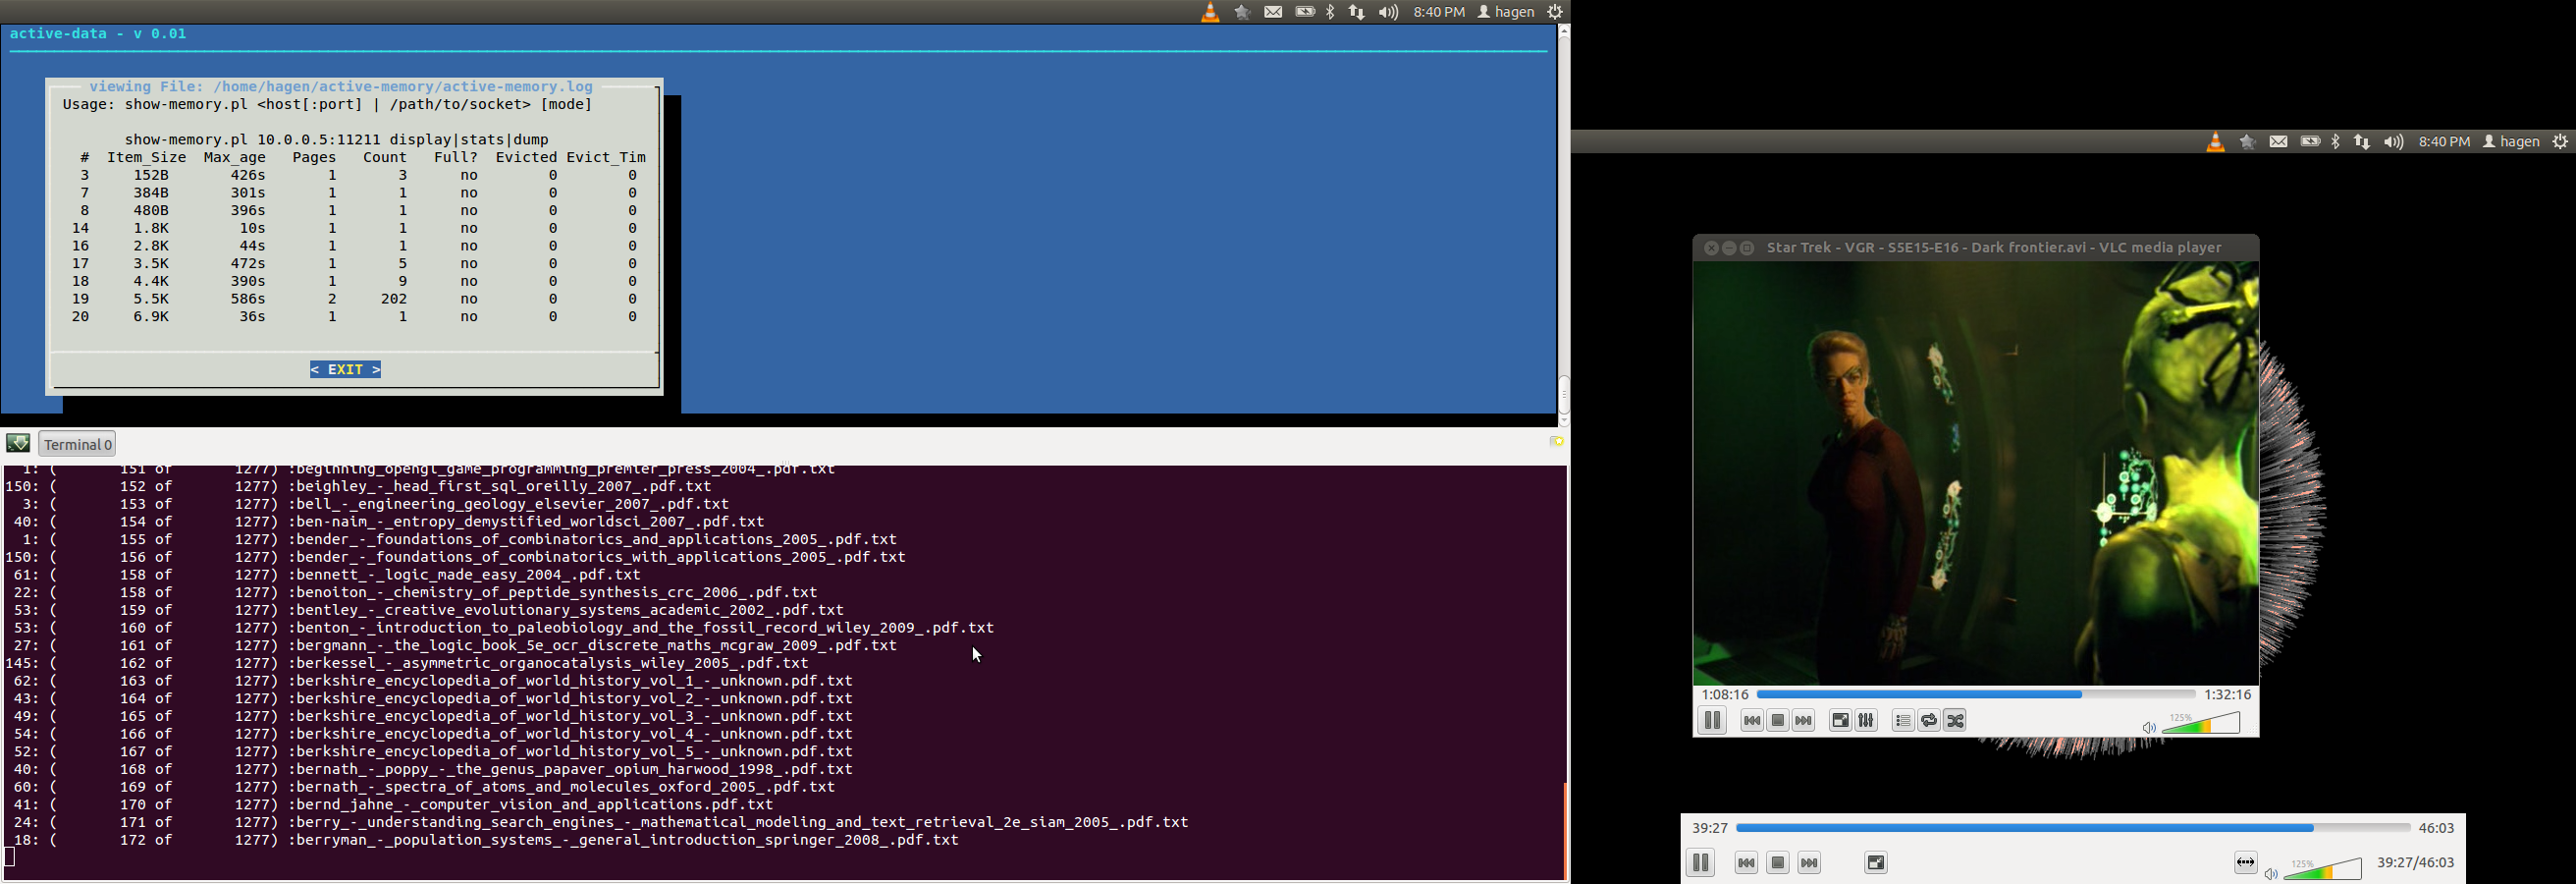 8:40 PM hagen
active-data - v 0.01
viewing File: /home/hagen/active-memory/active-memory.log
Usage: show-memory.pl <host[:port] | /path/to/socket> [mode]
show-memory.pl 10.0.0.5:11211 display|stats|dump
# Item_Size Max_age Pages Count Full? Evicted Evict_Tim
3 152B 426s 1 3 no 0 0
7 384B 301s 1 1 no 0 0
8 480B 396s 1 1 no 0 0
14 1.8K 10s 1 1 no 0 0
16 2.8K 44s 1 1 no 0 0
17 3.5K 472s 1 5 no 0 0
18 4.4K 390s 1 9 no 0 0
19 5.5K 586s 2 202 no 0 0
20 6.9K 36s 1 1 no 0 0
< EXIT >
Terminal 0
1: ( 151 of 1277) :beginning_opengl_game_programming_premier_press_2004_.pdf.txt
150: ( 152 of 1277) :beighley_-_head_first_sql_oreilly_2007_.pdf.txt
3: ( 153 of 1277) :bell_-_engineering_geology_elsevier_2007_.pdf.txt
40: ( 154 of 1277) :ben-naim_-_entropy_demystified_worldsci_2007_.pdf.txt
1: ( 155 of 1277) :bender_-_foundations_of_combinatorics_and_applications_2005_.pdf.txt
150: ( 156 of 1277) :bender_-_foundations_of_combinatorics_with_applications_2005_.pdf.txt
61: ( 158 of 1277) :bennett_-_logic_made_easy_2004_.pdf.txt
22: ( 158 of 1277) :benoiton_-_chemistry_of_peptide_synthesis_crc_2006_.pdf.txt
53: ( 159 of 1277) :bentley_-_creative_evolutionary_systems_academic_2002_.pdf.txt
53: ( 160 of 1277) :benton_-_introduction_to_paleobiology_and_the_fossil_record_wiley_2009_.pdf.txt
27: ( 161 of 1277) :bergmann_-_the_logic_book_5e_ocr_discrete_maths_mcgraw_2009_.pdf.txt
145: ( 162 of 1277) :berkessel_-_asymmetric_organocatalysis_wiley_2005_.pdf.txt
62: ( 163 of 1277) :berkshire_encyclopedia_of_world_history_vol_1_-_unknown.pdf.txt
43: ( 164 of 1277) :berkshire_encyclopedia_of_world_history_vol_2_-_unknown.pdf.txt
49: ( 165 of 1277) :berkshire_encyclopedia_of_world_history_vol_3_-_unknown.pdf.txt
54: ( 166 of 1277) :berkshire_encyclopedia_of_world_history_vol_4_-_unknown.pdf.txt
52: ( 167 of 1277) :berkshire_encyclopedia_of_world_history_vol_5_-_unknown.pdf.txt
40: ( 168 of 1277) :bernath_-_poppy_-_the_genus_papaver_opium_harwood_1998_.pdf.txt
60: ( 169 of 1277) :bernath_-_spectra_of_atoms_and_molecules_oxford_2005_.pdf.txt
41: ( 170 of 1277) :bernd_jahne_-_computer_vision_and_applications.pdf.txt
24: ( 171 of 1277) :berry_-_understanding_search_engines_-_mathematical_modeling_and_text_retrieval_2e_siam_2005_.pdf.txt
18: ( 172 of 1277) :berryman_-_population_systems_-_general_introduction_springer_2008_.pdf.txt
8:40 PM hagen
Star Trek - VGR - S5E15-E16 - Dark frontier.avi - VLC media player
1:08:16 1:32:16
125%
39:27 46:03
125% 39:27/46:03